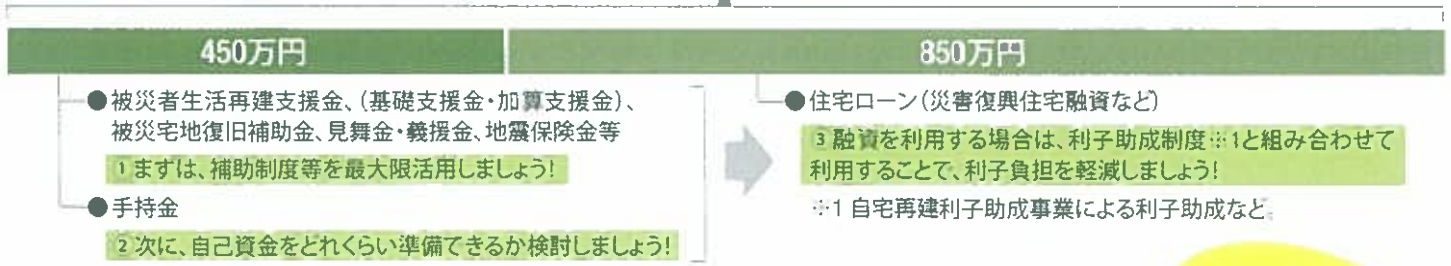 450万円
850万円
●被災者生活再建支援金、(基礎支援金・加算支援金)、
被災宅地復旧補助金、見舞金・義援金、地震保険金等
1 まずは、補助制度等を最大限活用しましょう!
●手持金
2 次に、自己資金をどれくらい準備できるか検討しましょう!
●住宅ローン(災害復興住宅融資など)
3 融資を利用する場合は、利子助成制度※1と組み合わせて
利用することで、利子負担を軽減しましょう!
※1 自宅再建利子助成事業による利子助成など。